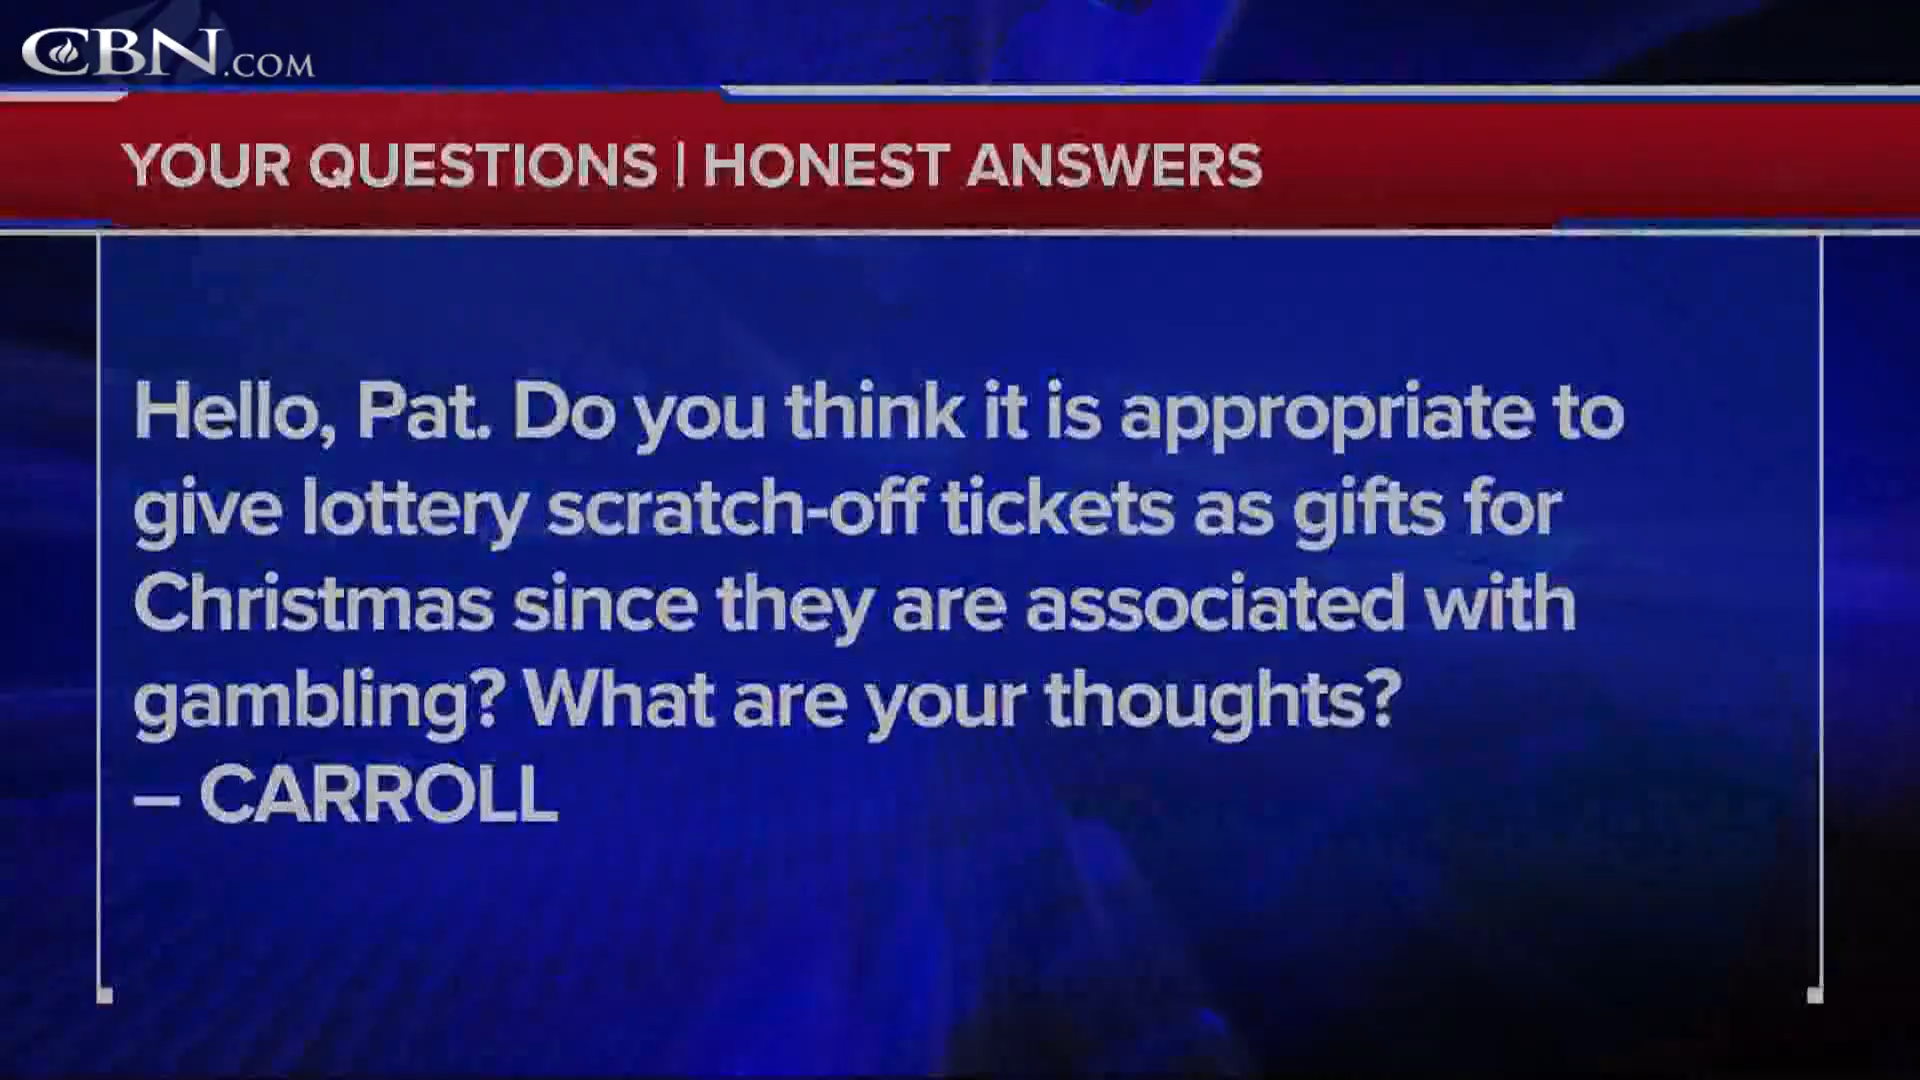 CBN.COM
YOUR QUESTIONS | HONEST ANSWERS
Hello, Pat. Do you think it is appropriate to
give lottery scratch-off tickets as gifts for
Christmas since they are associated with
gambling? What are your thoughts?
– CARROLL